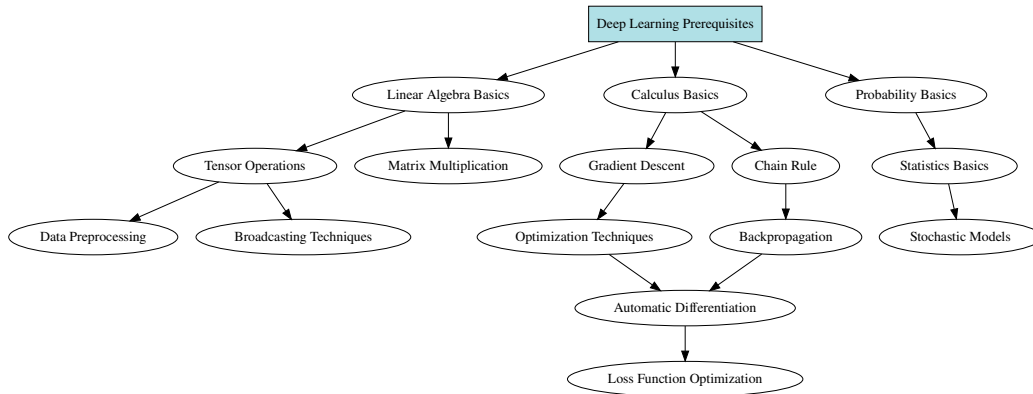 Deep Learning Prerequisites
Linear Algebra Basics
Calculus Basics
Probability Basics
Tensor Operations
Matrix Multiplication
Gradient Descent
Chain Rule
Statistics Basics
Data Preprocessing
Broadcasting Techniques
Optimization Techniques
Backpropagation
Stochastic Models
Automatic Differentiation
Loss Function Optimization